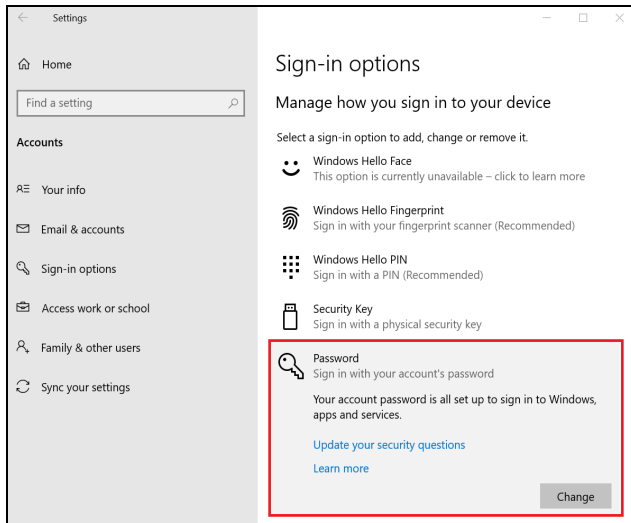 Settings
Home
Find a setting
Accounts
Your info
Email & accounts
Sign-in options
Access work or school
Family & other users
Sync your settings
Sign-in options
Manage how you sign in to your device
Select a sign-in option to add, change or remove it.
Windows Hello Face
This option is currently unavailable – click to learn more
Windows Hello Fingerprint
Sign in with your fingerprint scanner (Recommended)
Windows Hello PIN
Sign in with a PIN (Recommended)
Security Key
Sign in with a physical security key
Password
Sign in with your account's password
Your account password is all set up to sign in to Windows,
apps and services.
Update your security questions
Learn more
Change